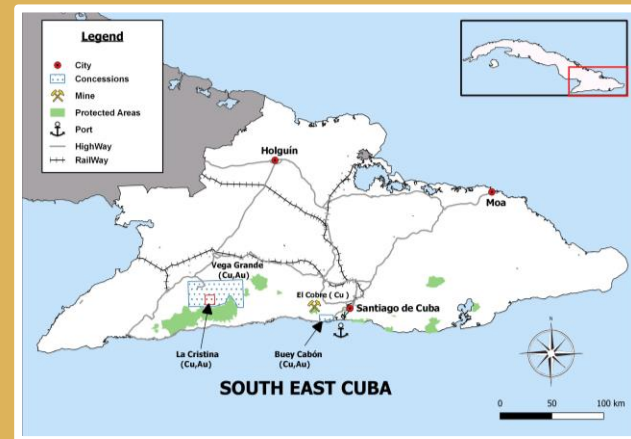 Legend
City
Concessions
Mine
Protected Areas
Port
HighWay
RailWay
Holguín
Moa
Vega Grande
(Cu,Au)
El Cobre ( Cu )
Santiago de Cuba
La Cristina
(Cu,Au)
Buey Cabón
(Cu,Au)
SOUTH EAST CUBA
N
0 50 100 km